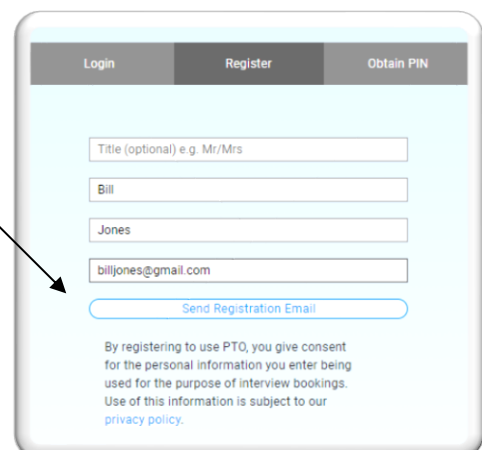 Login Register Obtain PIN
Title (optional) e.g. Mr/Mrs
Bill
Jones
billjones@gmail.com
Send Registration Email
By registering to use PTO, you give consent
for the personal information you enter being
used for the purpose of interview bookings.
Use of this information is subject to our
privacy policy.